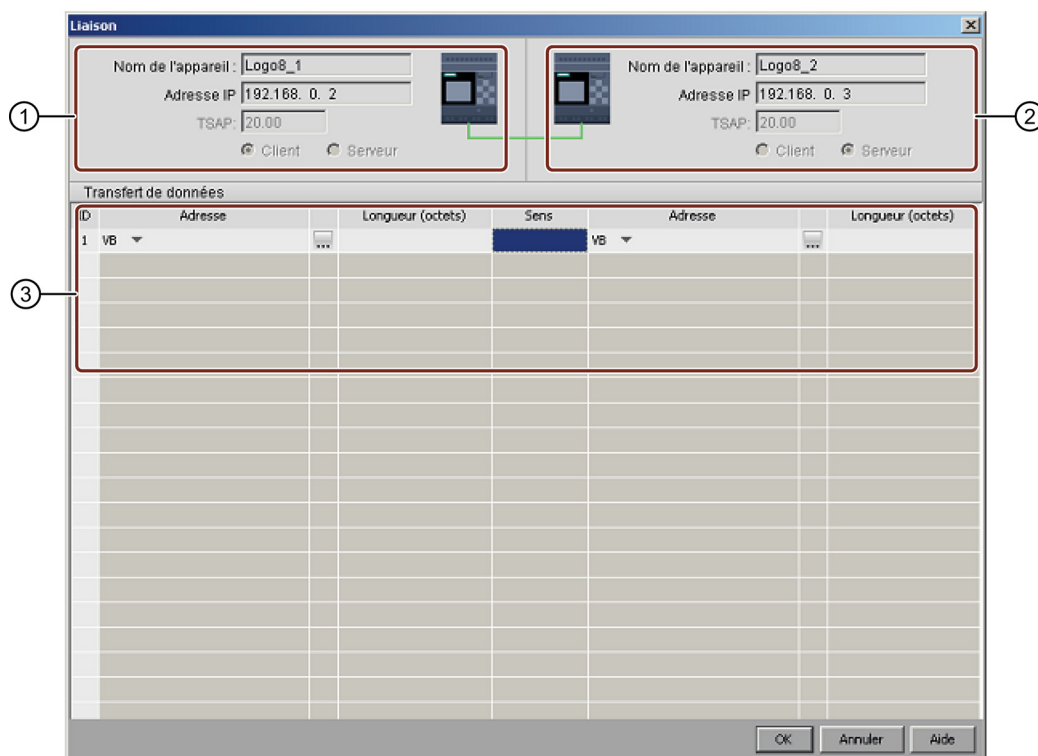 Liaison
Nom de l'appareil : Logo8_1
Adresse IP 192.168. 0. 2
TSAP: 20.00
Client Serveur
Nom de l'appareil : Logo8_2
Adresse IP 192.168. 0. 3
TSAP: 20.00
Client Serveur
1
2
Transfert de données
ID Adresse Longueur (octets) Sens Adresse Longueur (octets)
1 VB ... VB ...
3
OK Annuler Aide